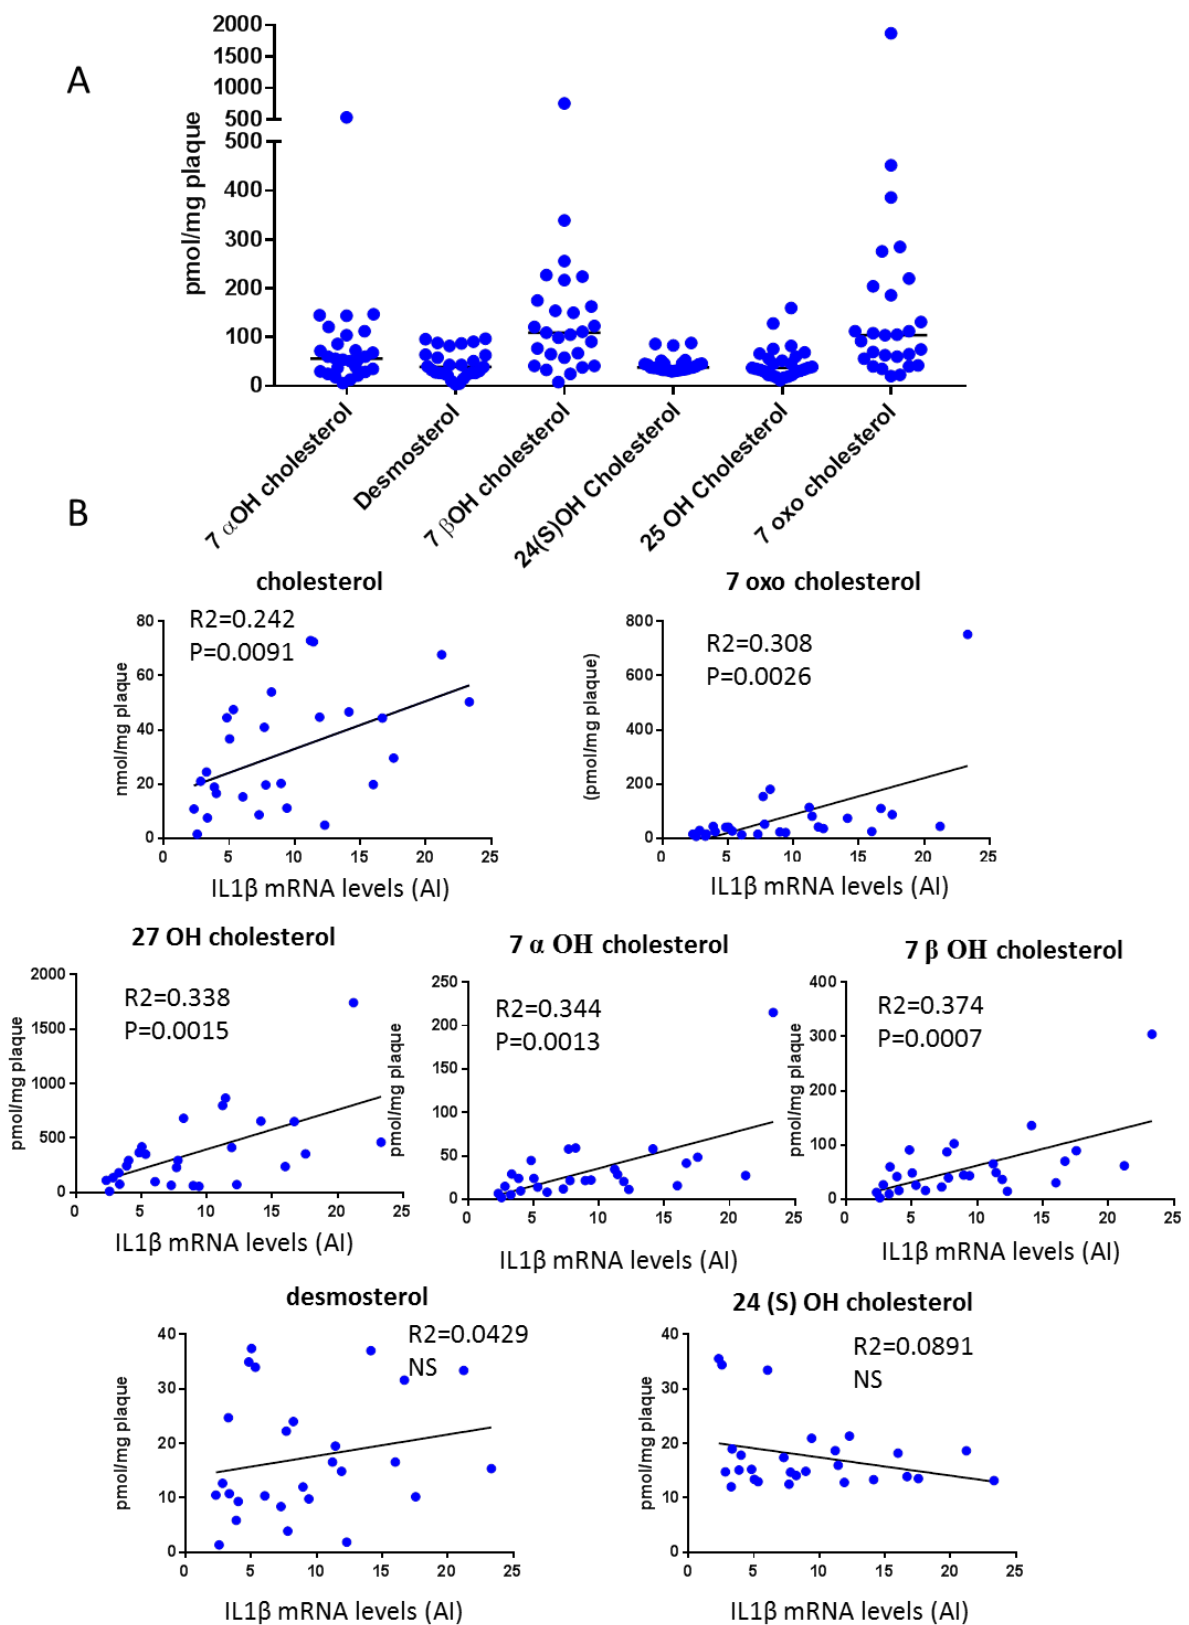 A
pmol/mg plaque
2000
1500
1000
500
500
400
300
200
100
0
7 αOH cholesterol
Desmosterol
7 βOH cholesterol
24(S)OH Cholesterol
25 OH Cholesterol
7 oxo cholesterol
B
cholesterol
R2=0.242
P=0.0091
nmol/mg plaque
80
60
40
20
0
0 5 10 15 20 25
IL1β mRNA levels (AI)
7 oxo cholesterol
R2=0.308
P=0.0026
(pmol/mg plaque)
800
600
400
200
0
0 5 10 15 20 25
IL1β mRNA levels (AI)
27 OH cholesterol
R2=0.338
P=0.0015
pmol/mg plaque
2000
1500
1000
500
0
0 5 10 15 20 25
IL1β mRNA levels (AI)
7 α OH cholesterol
R2=0.344
P=0.0013
pmol/mg plaque
250
200
150
100
50
0
0 5 10 15 20 25
IL1β mRNA levels (AI)
7 β OH cholesterol
R2=0.374
P=0.0007
pmol/mg plaque
400
300
200
100
0
0 5 10 15 20 25
IL1β mRNA levels (AI)
desmosterol
R2=0.0429
NS
pmol/mg plaque
40
30
20
10
0
0 5 10 15 20 25
IL1β mRNA levels (AI)
24 (S) OH cholesterol
R2=0.0891
NS
pmol/mg plaque
40
30
20
10
0
0 5 10 15 20 25
IL1β mRNA levels (AI)